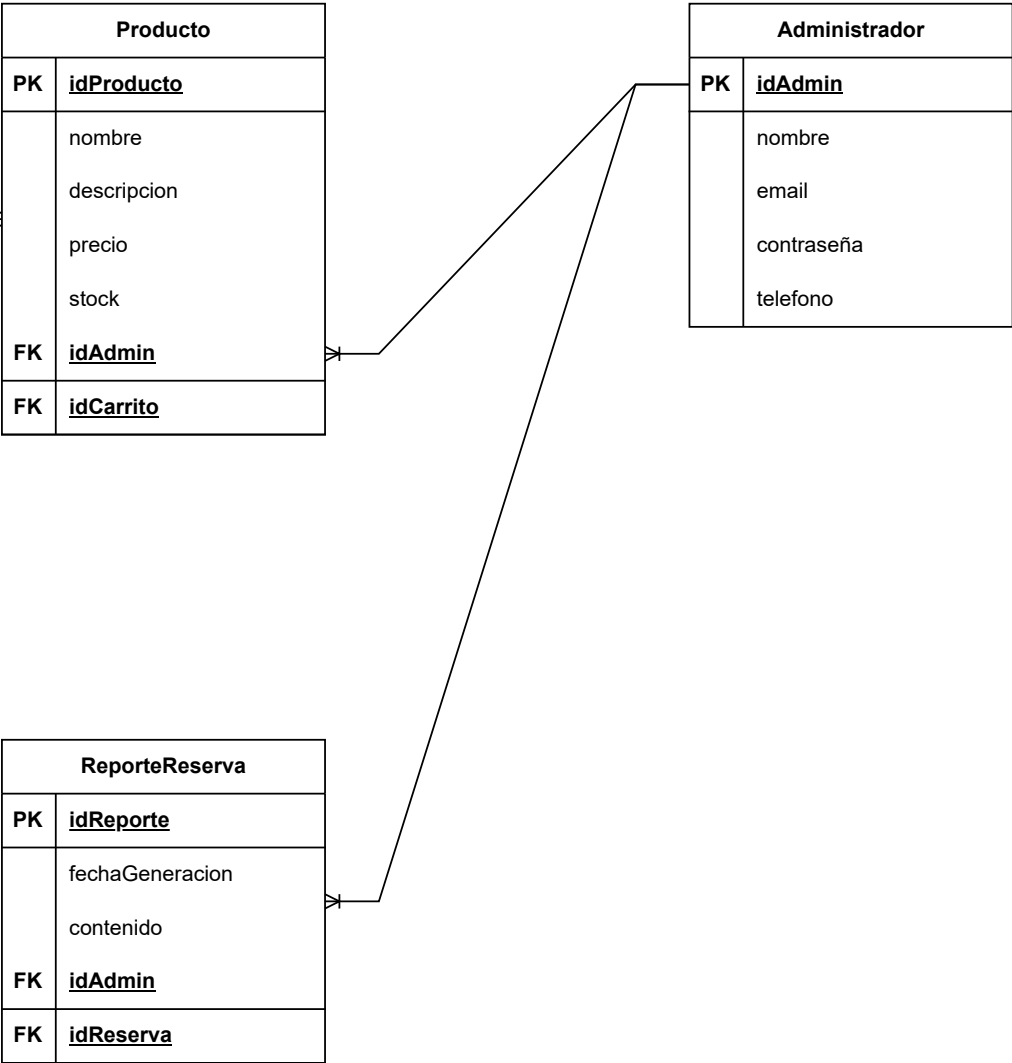 Producto
PK idProducto
nombre
descripcion
precio
stock
FK idAdmin
FK idCarrito
Administrador
PK idAdmin
nombre
email
contraseña
telefono
ReporteReserva
PK idReporte
fechaGeneracion
contenido
FK idAdmin
FK idReserva